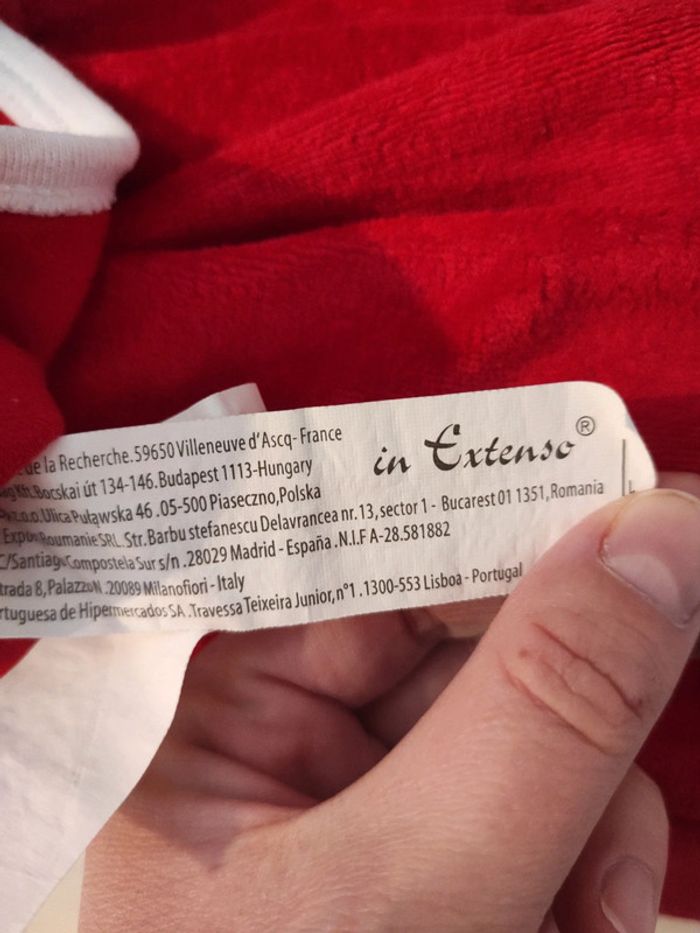 in Extenso®
de la Recherche.59650 Villeneuve d'Ascq- France
Kft.Bocskai út 134-146.Budapest 1113-Hungary
z.o.o.Ulica Puławska 46 .05-500 Piaseczno,Polska
Roumanie SRL. Str.Barbu stefanescu Delavrancea nr.13,sector 1 - Bucarest 01 1351,Romania
C/Santiago Compostela Sur s/n .28029 Madrid - España .N.I.F A-28.581882
trada 8,Palazzo N .20089 Milanofiori - Italy
rtuguesa de Hipermercados SA .Travessa Teixeira Junior,n°1 .1300-553 Lisboa - Portugal